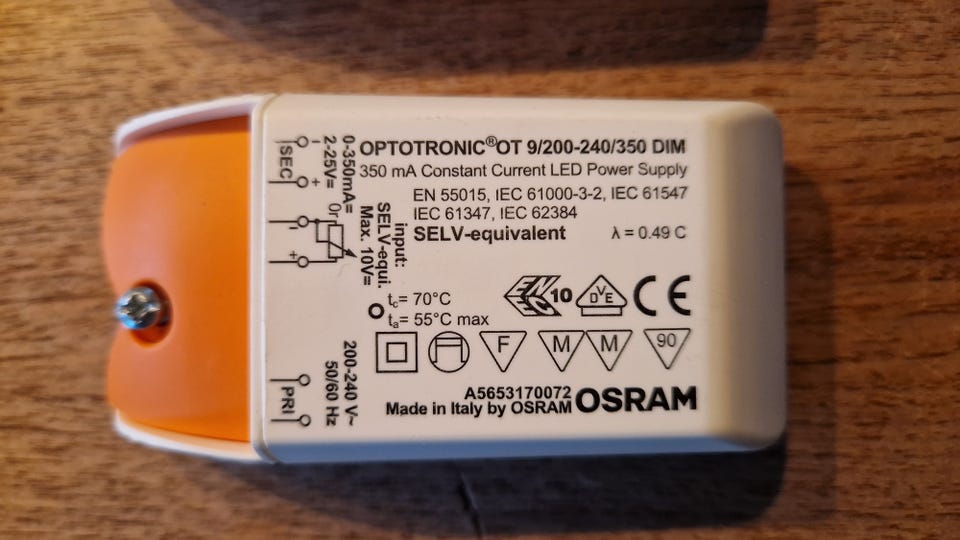 OPTOTRONIC® OT 9/200-240/350 DIM
350 mA Constant Current LED Power Supply
EN 55015, IEC 61000-3-2, IEC 61547
IEC 61347, IEC 62384
SELV-equivalent λ = 0.49 C
ENEC 10 DVE CE
tc= 70°C
ta= 55°C max
F M M 90
A5653170072
Made in Italy by OSRAM OSRAM
0-350mA=
2-25V=
- +
SEC
input:
SELV-equi.
Max. 10V=
- +
200-240 V~
50/60 Hz
PRI